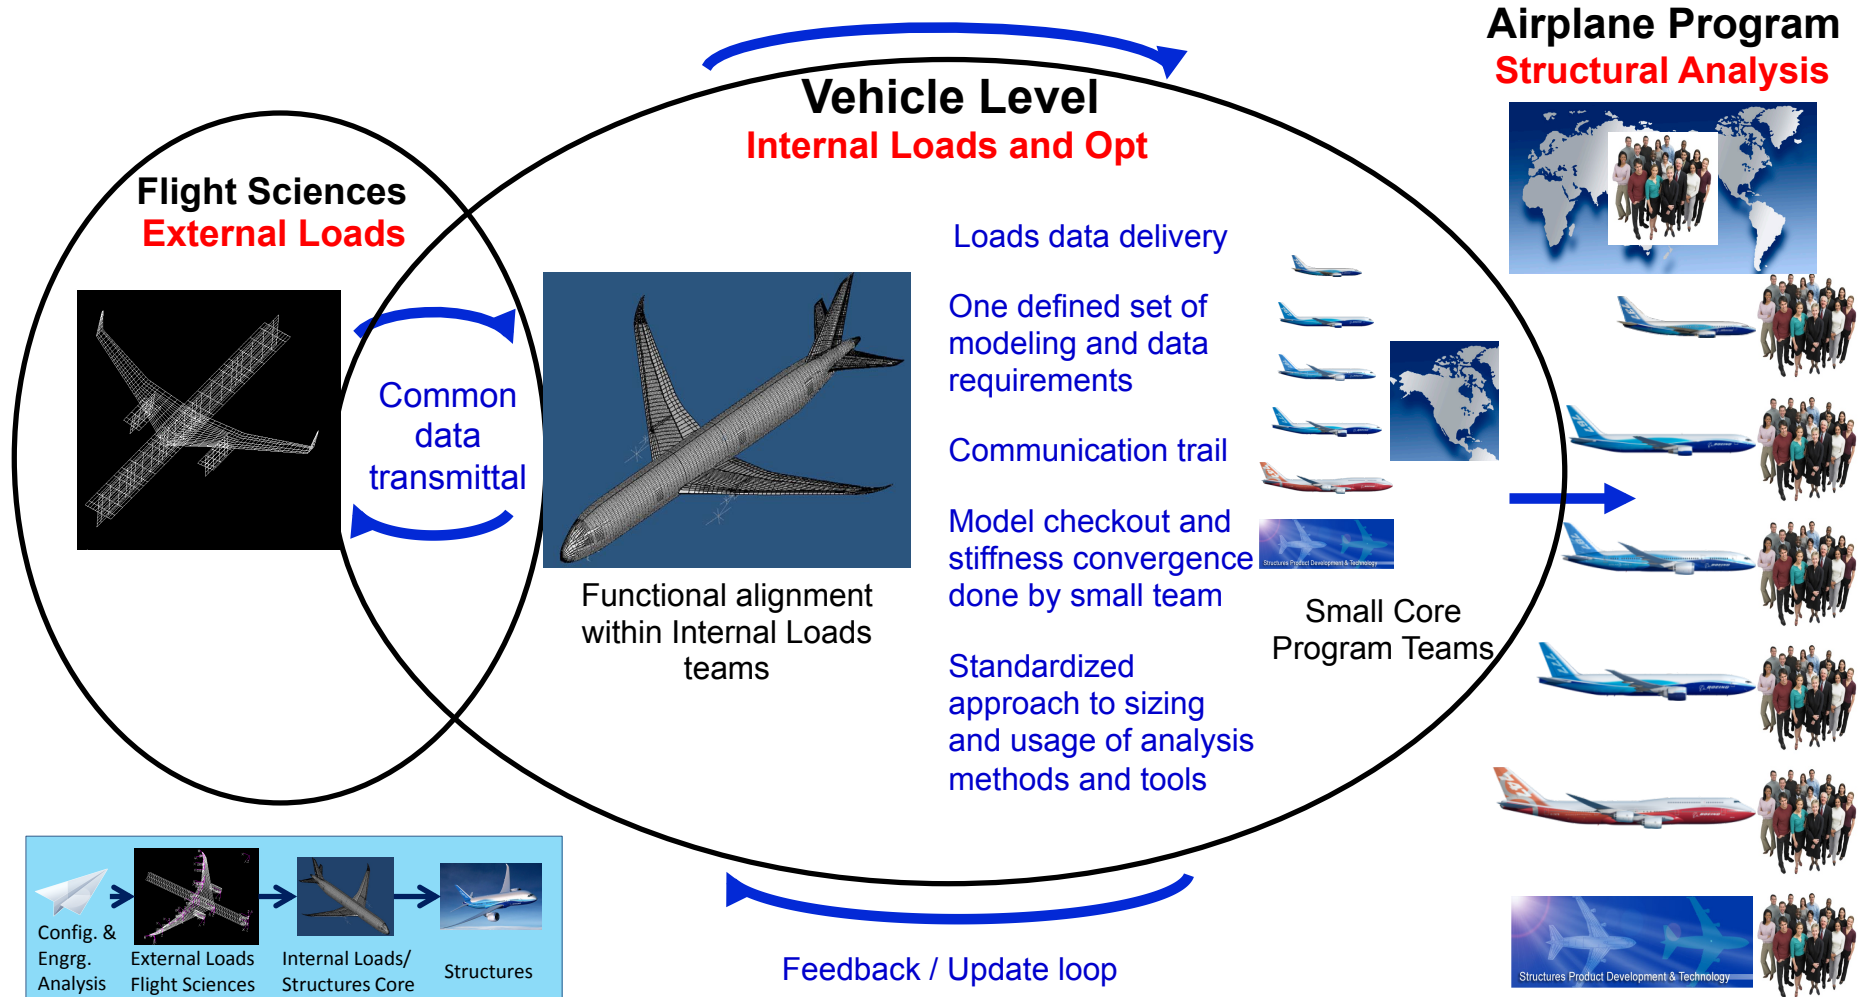 Airplane Program
Structural Analysis
Vehicle Level
Internal Loads and Opt
Flight Sciences
External Loads
Common
data
transmittal
Functional alignment
within Internal Loads
teams
Loads data delivery
One defined set of
modeling and data
requirements
Communication trail
Model checkout and
stiffness convergence
done by small team
Standardized
approach to sizing
and usage of analysis
methods and tools
Structures Product Development & Technology
Small Core
Program Teams
Feedback / Update loop
Config. &
Engrg.
Analysis
External Loads
Flight Sciences
Internal Loads/
Structures Core
Structures
Structures Product Development & Technology